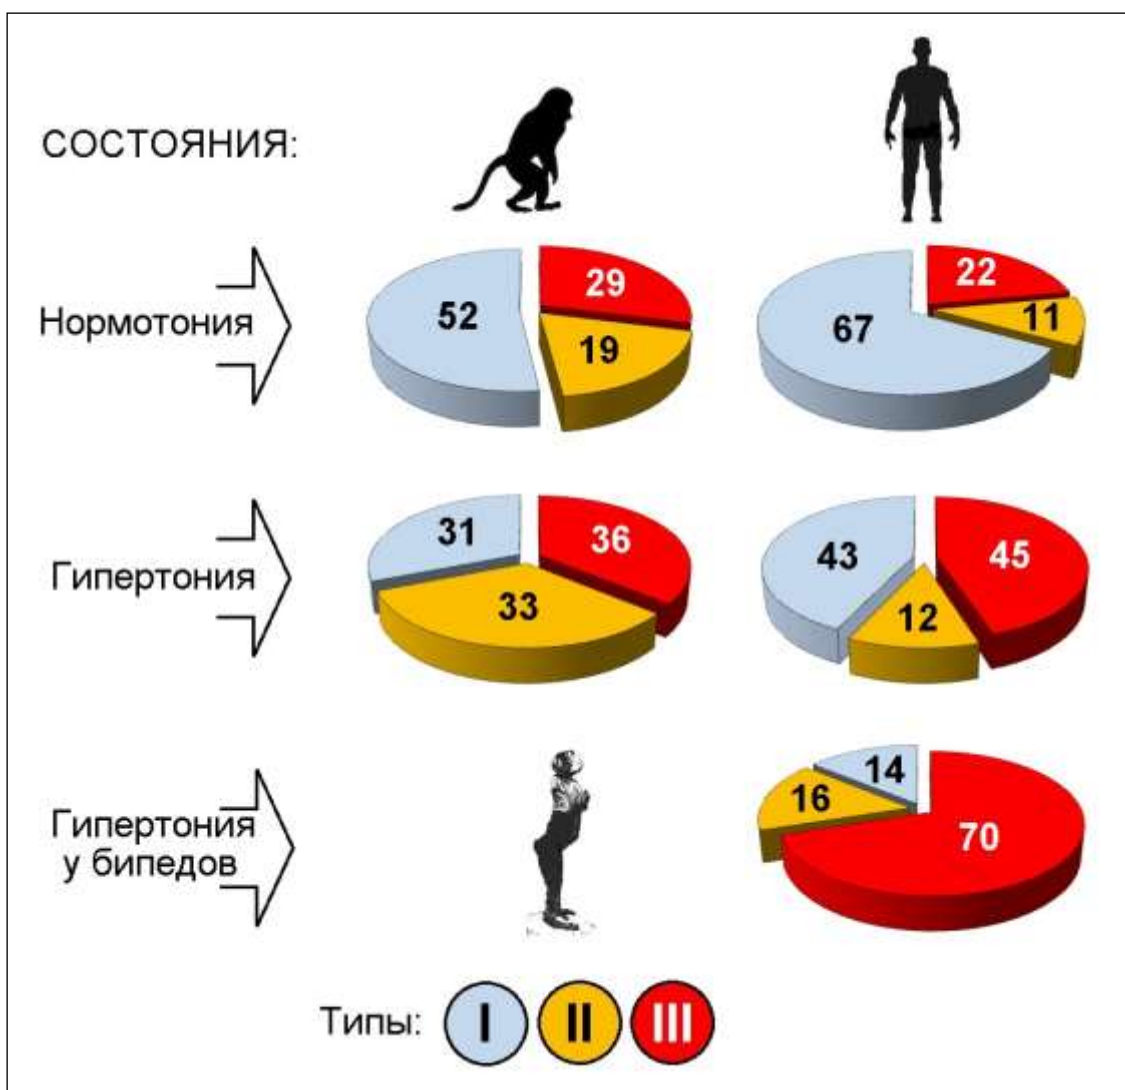 СОСТОЯНИЯ:
Нормотония
52
29
19
67
22
11
Гипертония
31
36
33
43
45
12
Гипертония
у бипедов
14
16
70
Типы: I II III